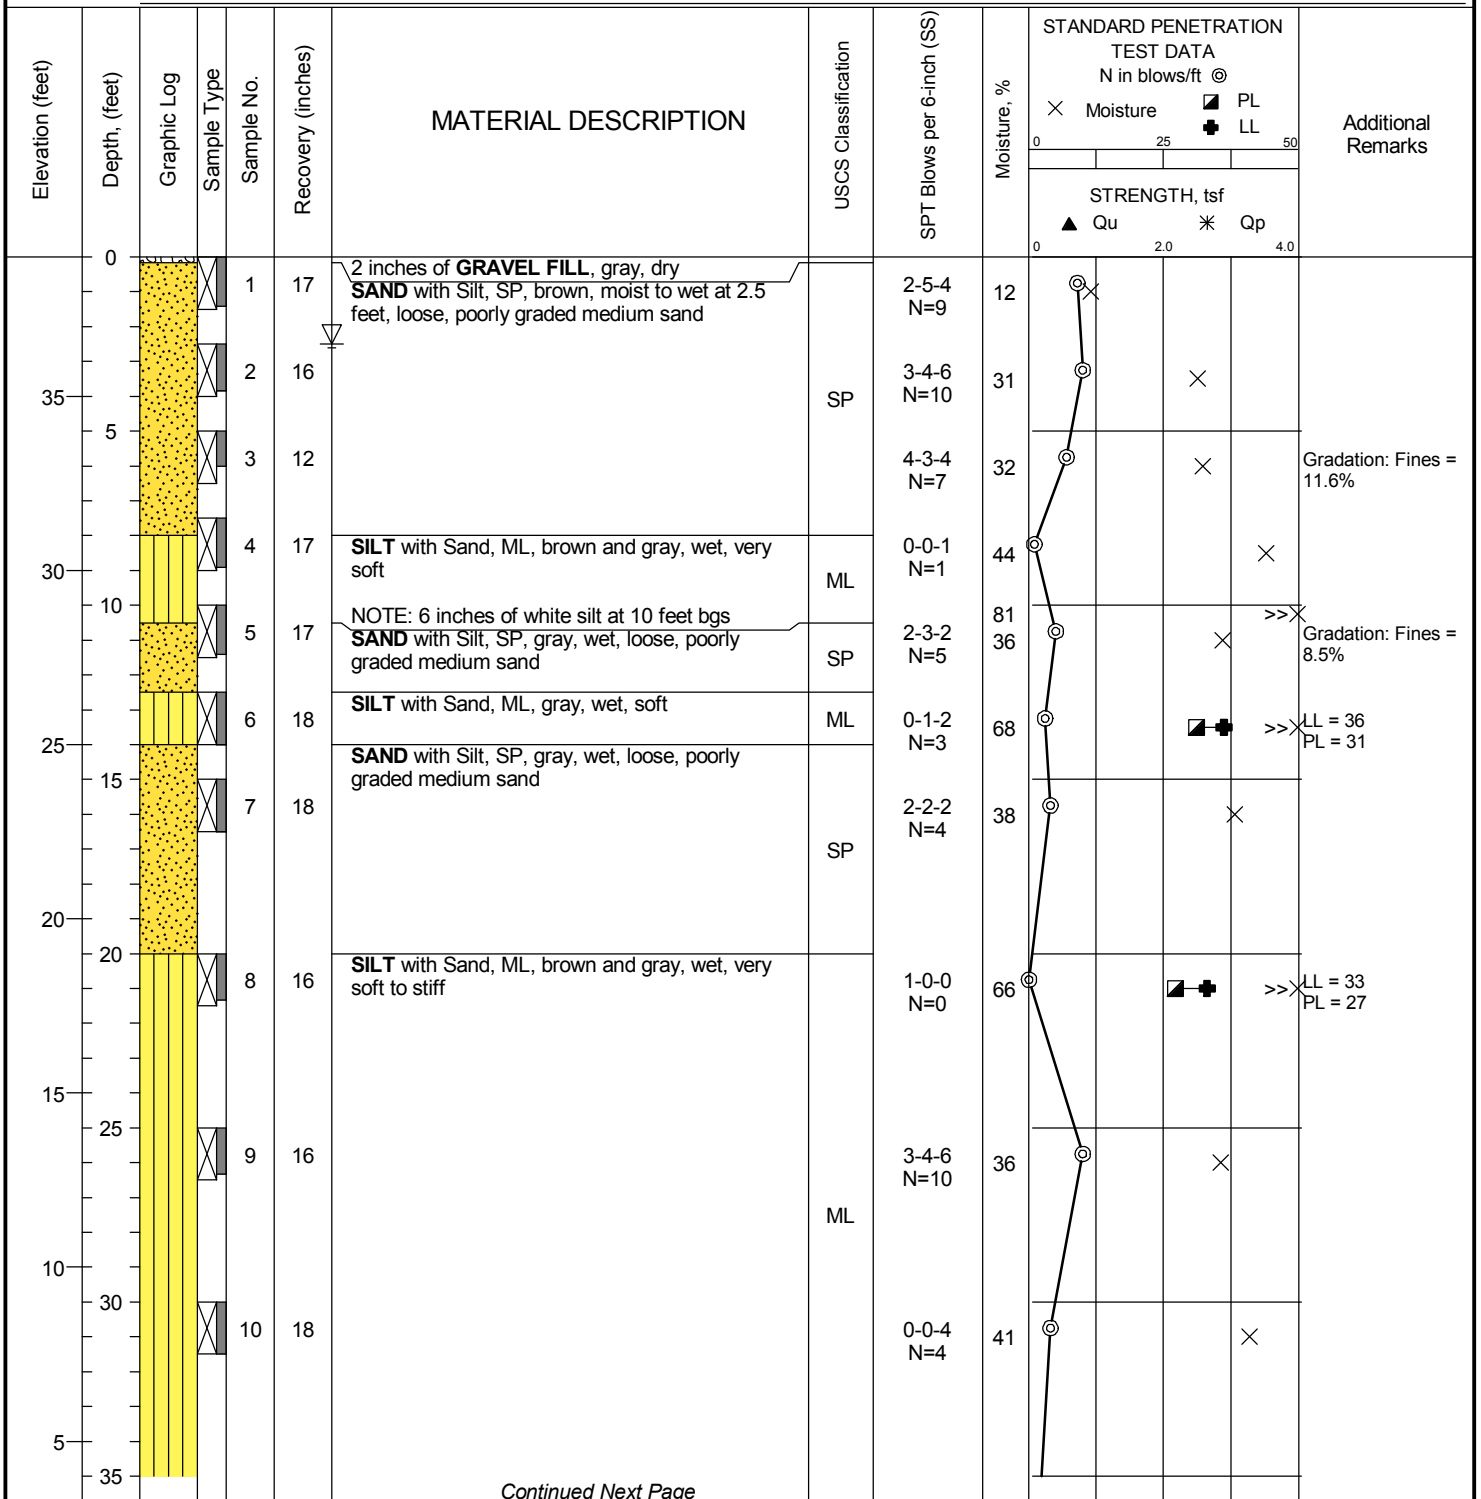 Elevation (feet)
Depth, (feet)
Graphic Log
Sample Type
Sample No.
Recovery (inches)
MATERIAL DESCRIPTION
USCS Classification
SPT Blows per 6-inch (SS)
Moisture, %
STANDARD PENETRATION
TEST DATA
N in blows/ft
Moisture
PL
LL
0 25 50
STRENGTH, tsf
Qu Qp
0 2.0 4.0
Additional
Remarks
0
2 inches of GRAVEL FILL, gray, dry
1 17 SAND with Silt, SP, brown, moist to wet at 2.5 2-5-4 12
feet, loose, poorly graded medium sand N=9
2 16 3-4-6 31
35 SP N=10
5
3 12 4-3-4 32 Gradation: Fines =
N=7 11.6%
4 17 SILT with Sand, ML, brown and gray, wet, very 0-0-1 44
soft N=1
30 ML
10 NOTE: 6 inches of white silt at 10 feet bgs 81 >>
5 17 SAND with Silt, SP, gray, wet, loose, poorly 2-3-2 36 Gradation: Fines =
graded medium sand SP N=5 8.5%
SILT with Sand, ML, gray, wet, soft
6 18 ML 0-1-2 68 >> LL = 36
25 N=3 PL = 31
SAND with Silt, SP, gray, wet, loose, poorly
15 graded medium sand
7 18 2-2-2 38
N=4
SP
20
20
SILT with Sand, ML, brown and gray, wet, very
8 16 soft to stiff 1-0-0 66 >> LL = 33
N=0 PL = 27
15
25
9 16 3-4-6 36
N=10
ML
10
30
10 18 0-0-4 41
N=4
5
35
Continued Next Page